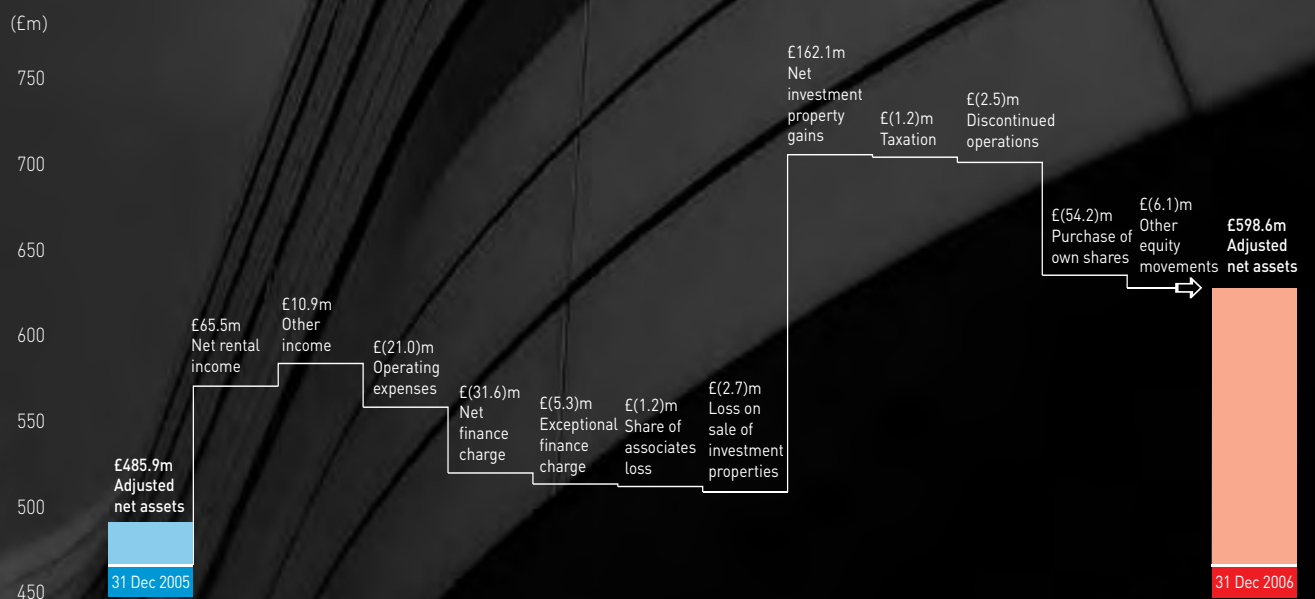 (£m)
750
700
650
600
550
500
450
£485.9m
Adjusted
net assets
31 Dec 2005
£65.5m
Net rental
income
£10.9m
Other
income
£(21.0)m
Operating
expenses
£(31.6)m
Net
finance
charge
£(5.3)m
Exceptional
finance
charge
£(1.2)m
Share of
associates
loss
£(2.7)m
Loss on
sale of
investment
properties
£162.1m
Net
investment
property
gains
£(1.2)m
Taxation
£(2.5)m
Discontinued
operations
£(54.2)m
Purchase of
own shares
£(6.1)m
Other
equity
movements
£598.6m
Adjusted
net assets
31 Dec 2006